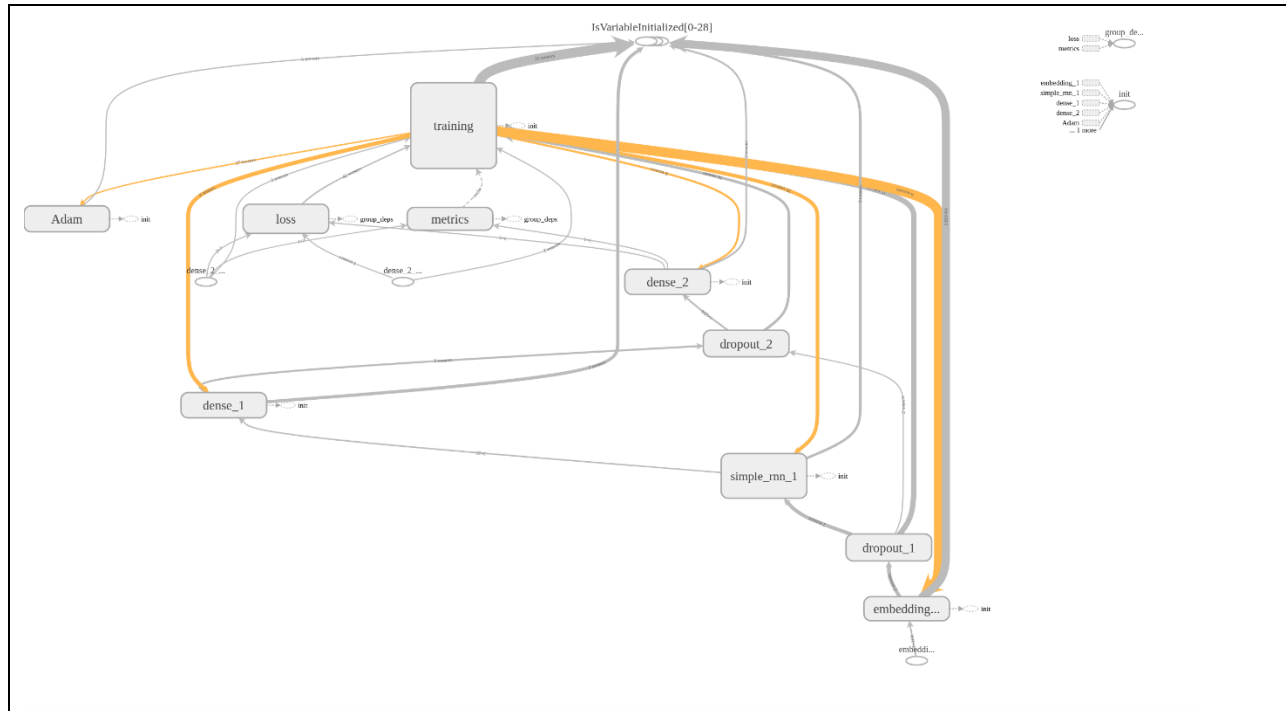 IsVariableInitialized[0-28]
loss
metrics
group_de...
training
init
embedding_1
simple_rnn_1
dense_1
dense_2
Adam
... 1 more
init
Adam
init
loss
group_deps
metrics
group_deps
dense_2_...
dense_2_...
dense_2
init
dropout_2
dense_1
init
simple_rnn_1
init
dropout_1
embedding...
init
embeddi...